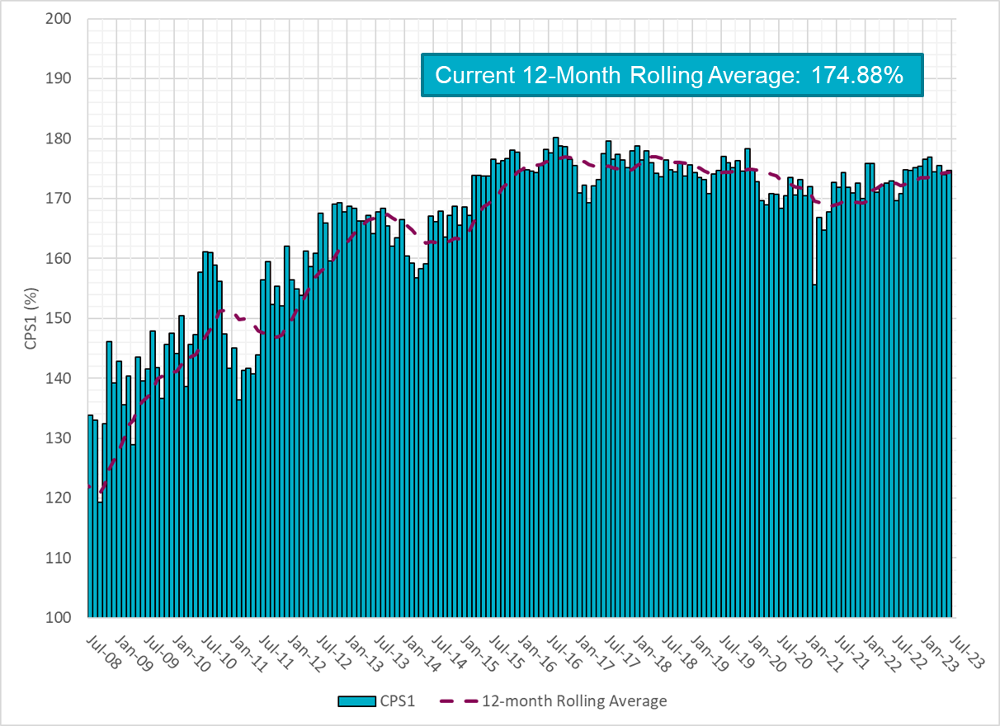 Current 12-Month Rolling Average: 174.88%
200
190
180
170
160
150
140
130
120
110
100
CPS1 (%)
Jul-08
Jan-09
Jul-09
Jan-10
Jul-10
Jan-11
Jul-11
Jan-12
Jul-12
Jan-13
Jul-13
Jan-14
Jul-14
Jan-15
Jul-15
Jan-16
Jul-16
Jan-17
Jul-17
Jan-18
Jul-18
Jan-19
Jul-19
Jan-20
Jul-20
Jan-21
Jul-21
Jan-22
Jul-22
Jan-23
Jul-23
CPS1
12-month Rolling Average